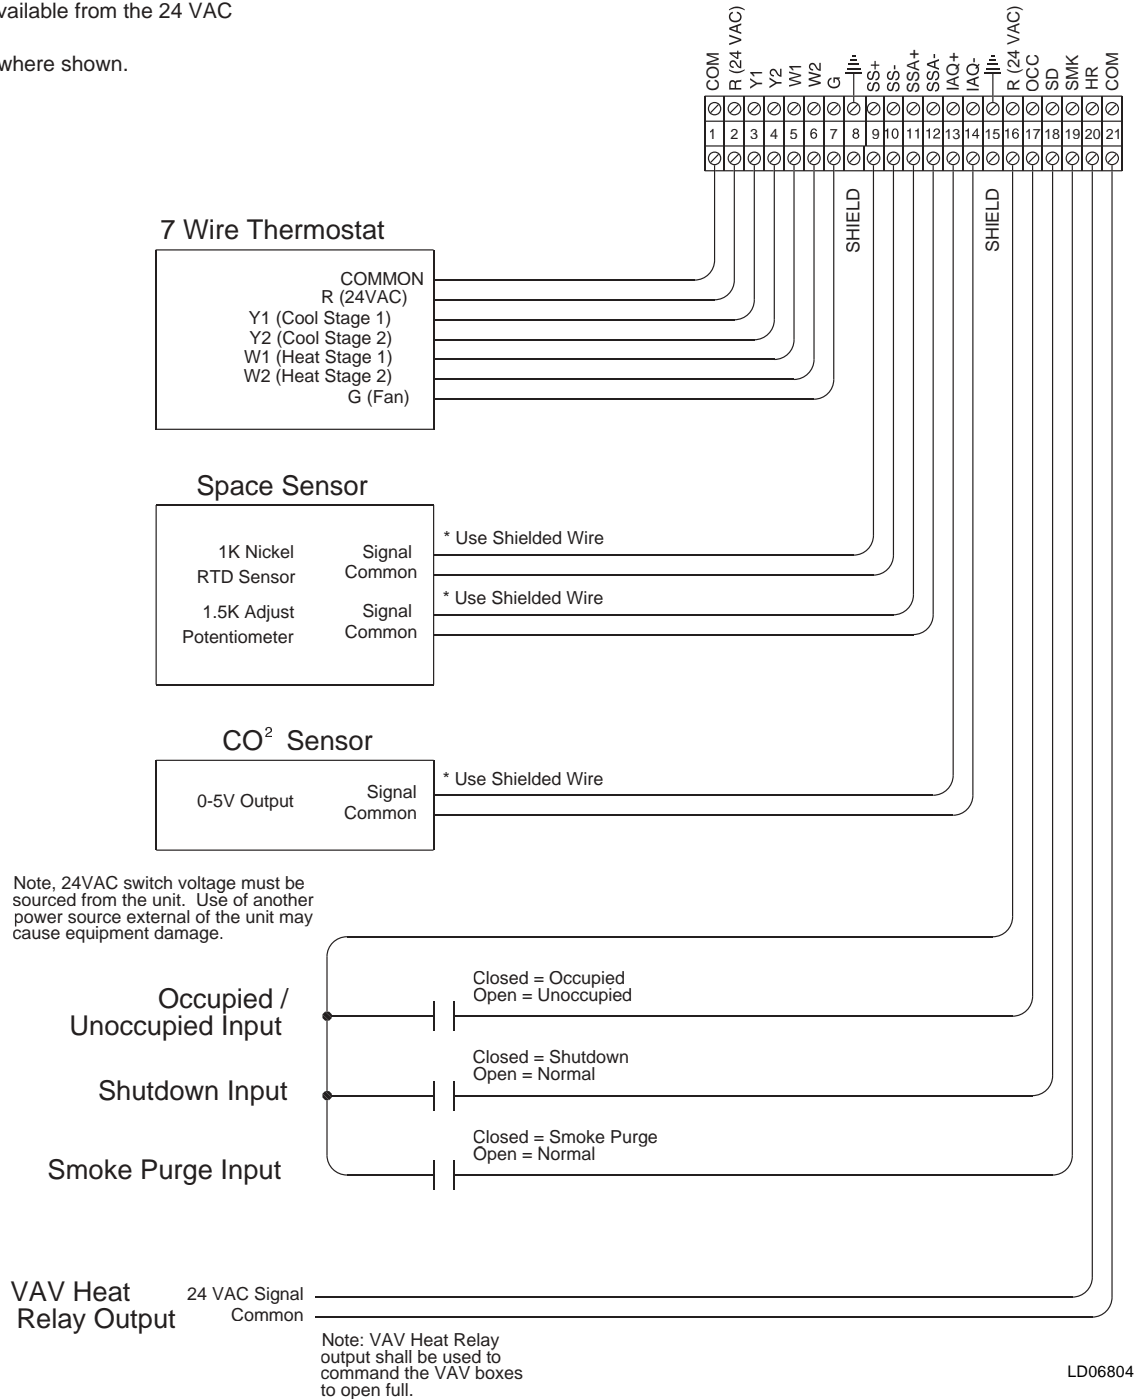 vailable from the 24 VAC
where shown.
COM
R (24 VAC)
Y1
Y2
W1
W2
G
SS+
SS-
SSA+
SSA-
IAQ+
IAQ-
R (24 VAC)
OCC
SD
SMK
HR
COM
1 2 3 4 5 6 7 8 9 10 11 12 13 14 15 16 17 18 19 20 21
SHIELD
SHIELD
7 Wire Thermostat
COMMON
R (24VAC)
Y1 (Cool Stage 1)
Y2 (Cool Stage 2)
W1 (Heat Stage 1)
W2 (Heat Stage 2)
G (Fan)
Space Sensor
* Use Shielded Wire
1K Nickel Signal
RTD Sensor Common
* Use Shielded Wire
1.5K Adjust Signal
Potentiometer Common
CO2 Sensor
* Use Shielded Wire
0-5V Output Signal
Common
Note, 24VAC switch voltage must be
sourced from the unit. Use of another
power source external of the unit may
cause equipment damage.
Occupied /
Unoccupied Input
Closed = Occupied
Open = Unoccupied
Shutdown Input
Closed = Shutdown
Open = Normal
Smoke Purge Input
Closed = Smoke Purge
Open = Normal
VAV Heat
Relay Output
24 VAC Signal
Common
Note: VAV Heat Relay
output shall be used to
command the VAV boxes
to open full.
LD06804